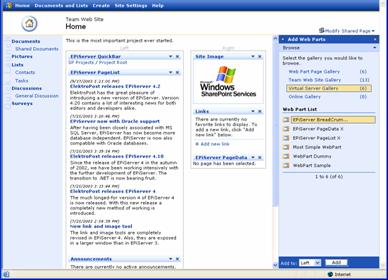 Home Documents and Lists Create Site Settings Help
Team Web Site
Home
Modify Shared Page
This is the most important project ever started.
Left
Right
Documents
Shared Documents
Pictures
Lists
Contacts
Tasks
Discussions
General Discussion
Surveys
EPiServer QuickBar
SP Projects / Project Root
EPiServer PageList
ElektroPost releases EPiServer 4.2
ElektroPost has the great pleasure of
introducing a new version of EPiServer. Version
4.20 contains a lot of interesting news for both
editors and developers alike.
EPiServer now with Oracle support
After having been closely associated with MS
SQL Server, EPiServer has now become more
database independent. EPiServer is now also
compatible with Oracle databases.
ElektroPost releases EPiServer 4.10
Since the release of EPiServer 4 in the autumn
of 2002, we have been working intensively with
the further development of EPiServer. The
transition to .NET is now bearing fruit.
ElektroPost releases EPiServer 4
The much longed-for version 4 of EPiServer is
now released. With this new release a
completely new method of working is
introduced.
New link and image tool
The link and image tools are completely
revised in EPiServer 4. Also, they are exposed
in a larger window than in EPiServer 3.
Announcements
There are currently no active announcements.
Site Image
Microsoft
Windows
SharePoint Services
Links
There are currently no
favorite links to display. To
add a new link, click "Add
new link" below.
Add new link
EPiServer PageData
No page has been selected.
Add Web Parts
Browse
Select the gallery you would like to
browse.
Web Part Page Gallery (0)
Team Site Gallery (13)
Virtual Server Gallery (6)
Online Gallery (0)
Web Part List
EPiServer BreadCrum...
EPiServer PageData X
EPiServer PageList X
Most Simple WebPart
WebPart Dummy
WebPart Sample
1 to 6 (of 6)
Add to: Left Add
Internet